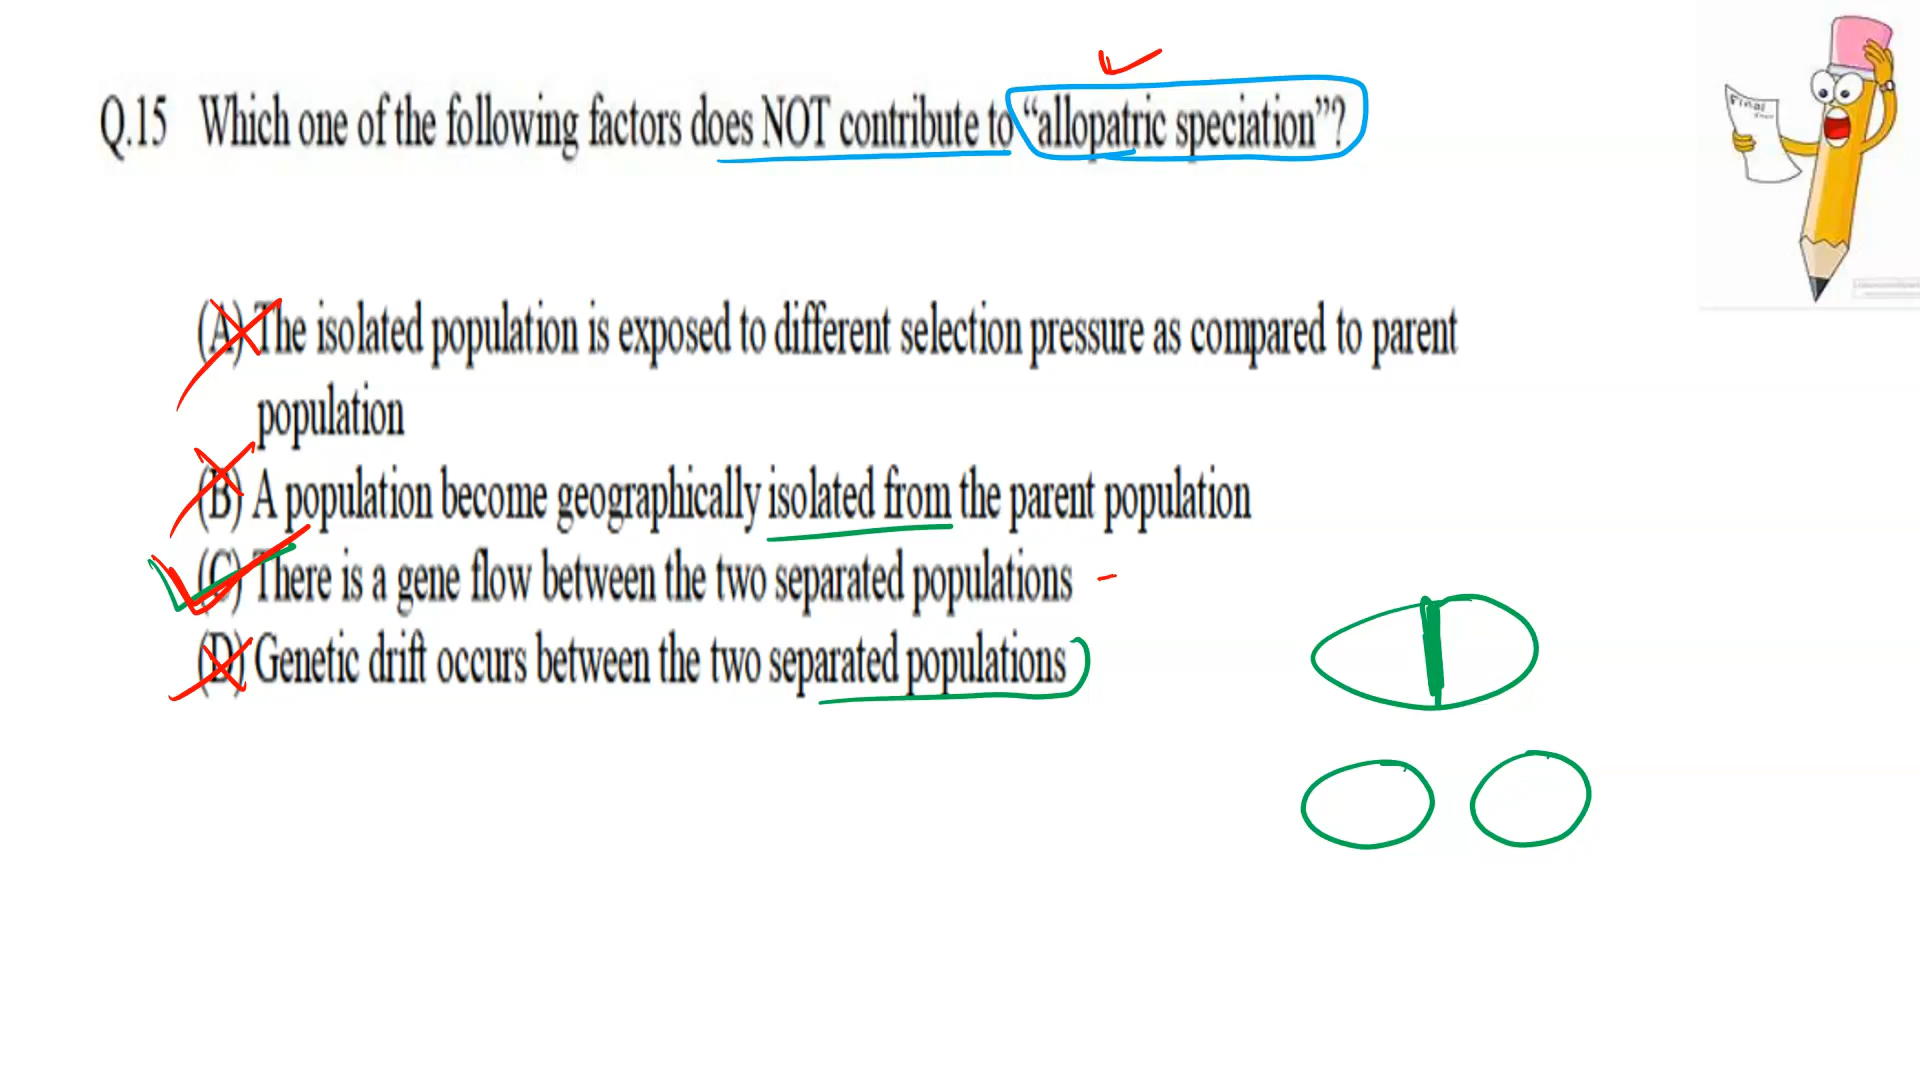 Q.15 Which one of the following factors does NOT contribute to “allopatric speciation”?
Final
(A) The isolated population is exposed to different selection pressure as compared to parent
population
(B) A population become geographically isolated from the parent population
(C) There is a gene flow between the two separated populations
(D) Genetic drift occurs between the two separated populations